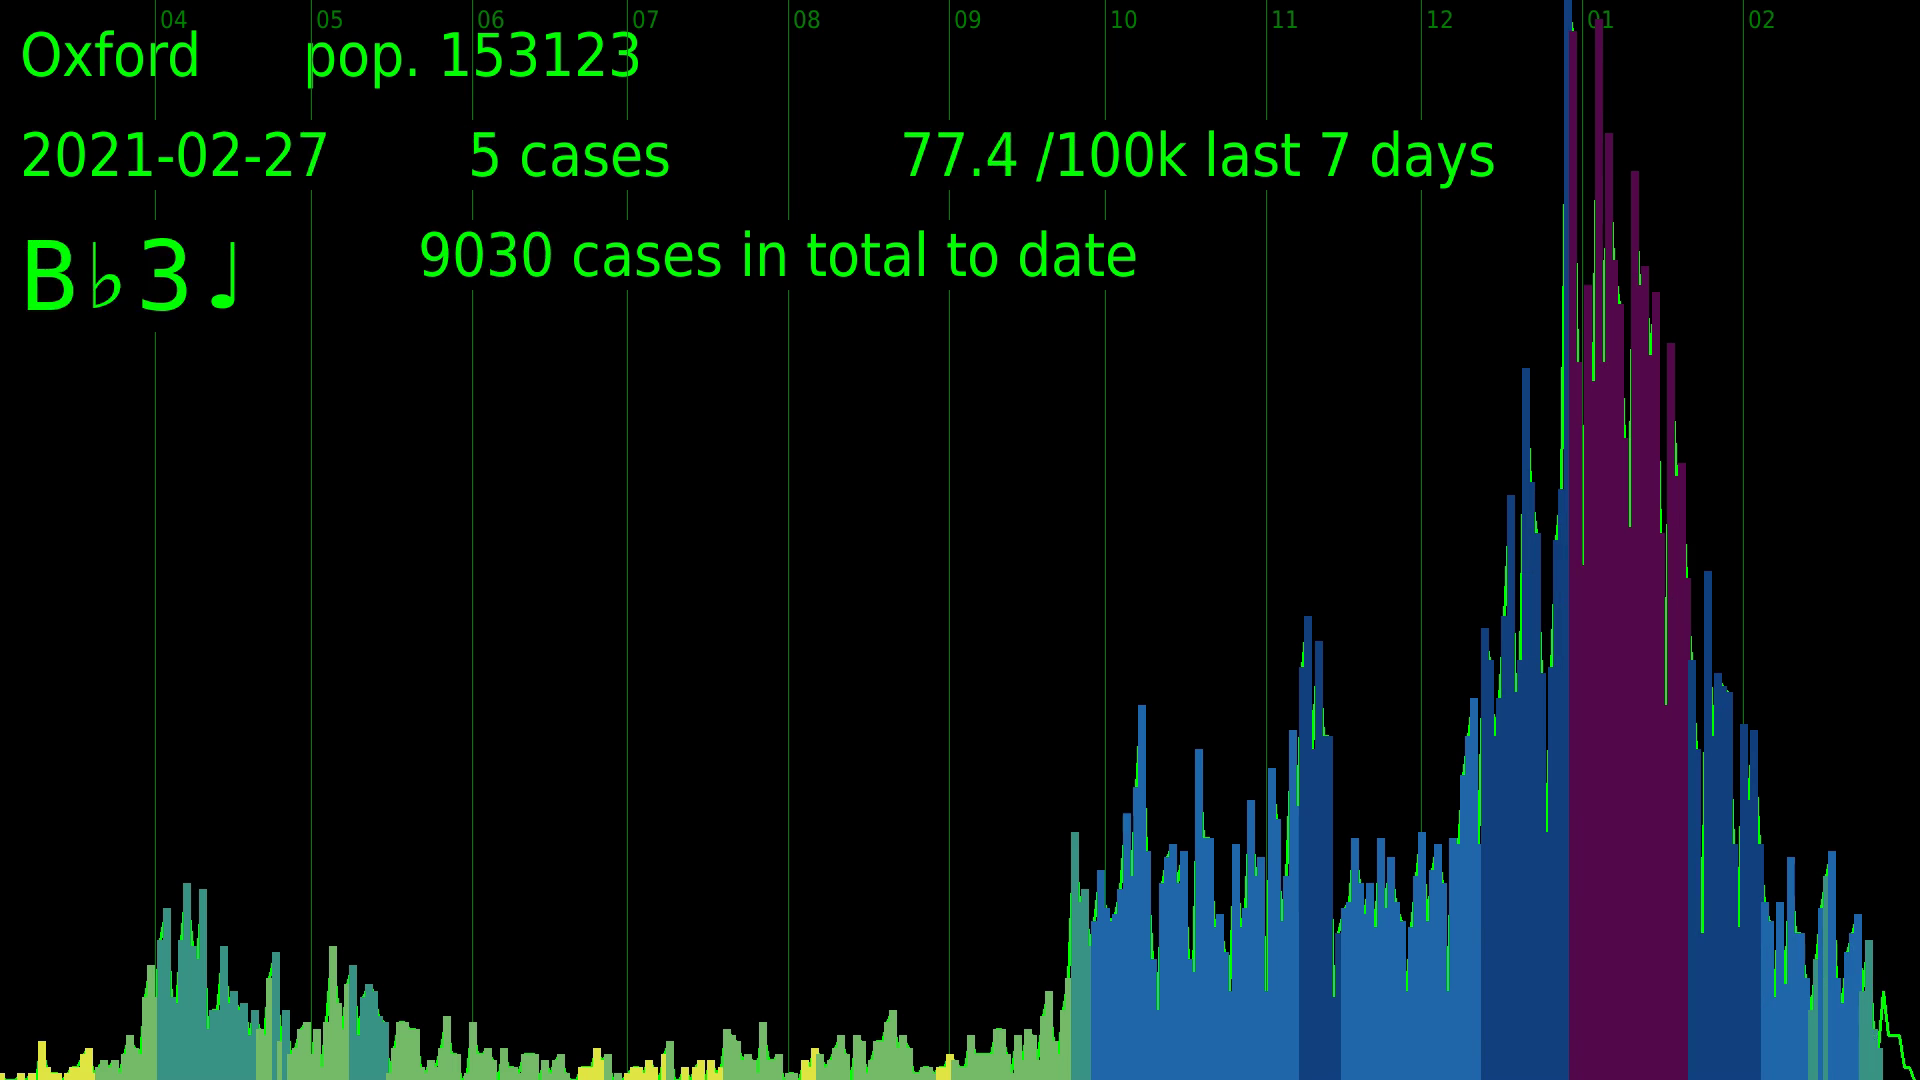 04 05 06 07 08 09 10 11 12 01 02
Oxford pop. 153123
2021-02-27 5 cases 77.4 /100k last 7 days
B♭3♩ 9030 cases in total to date